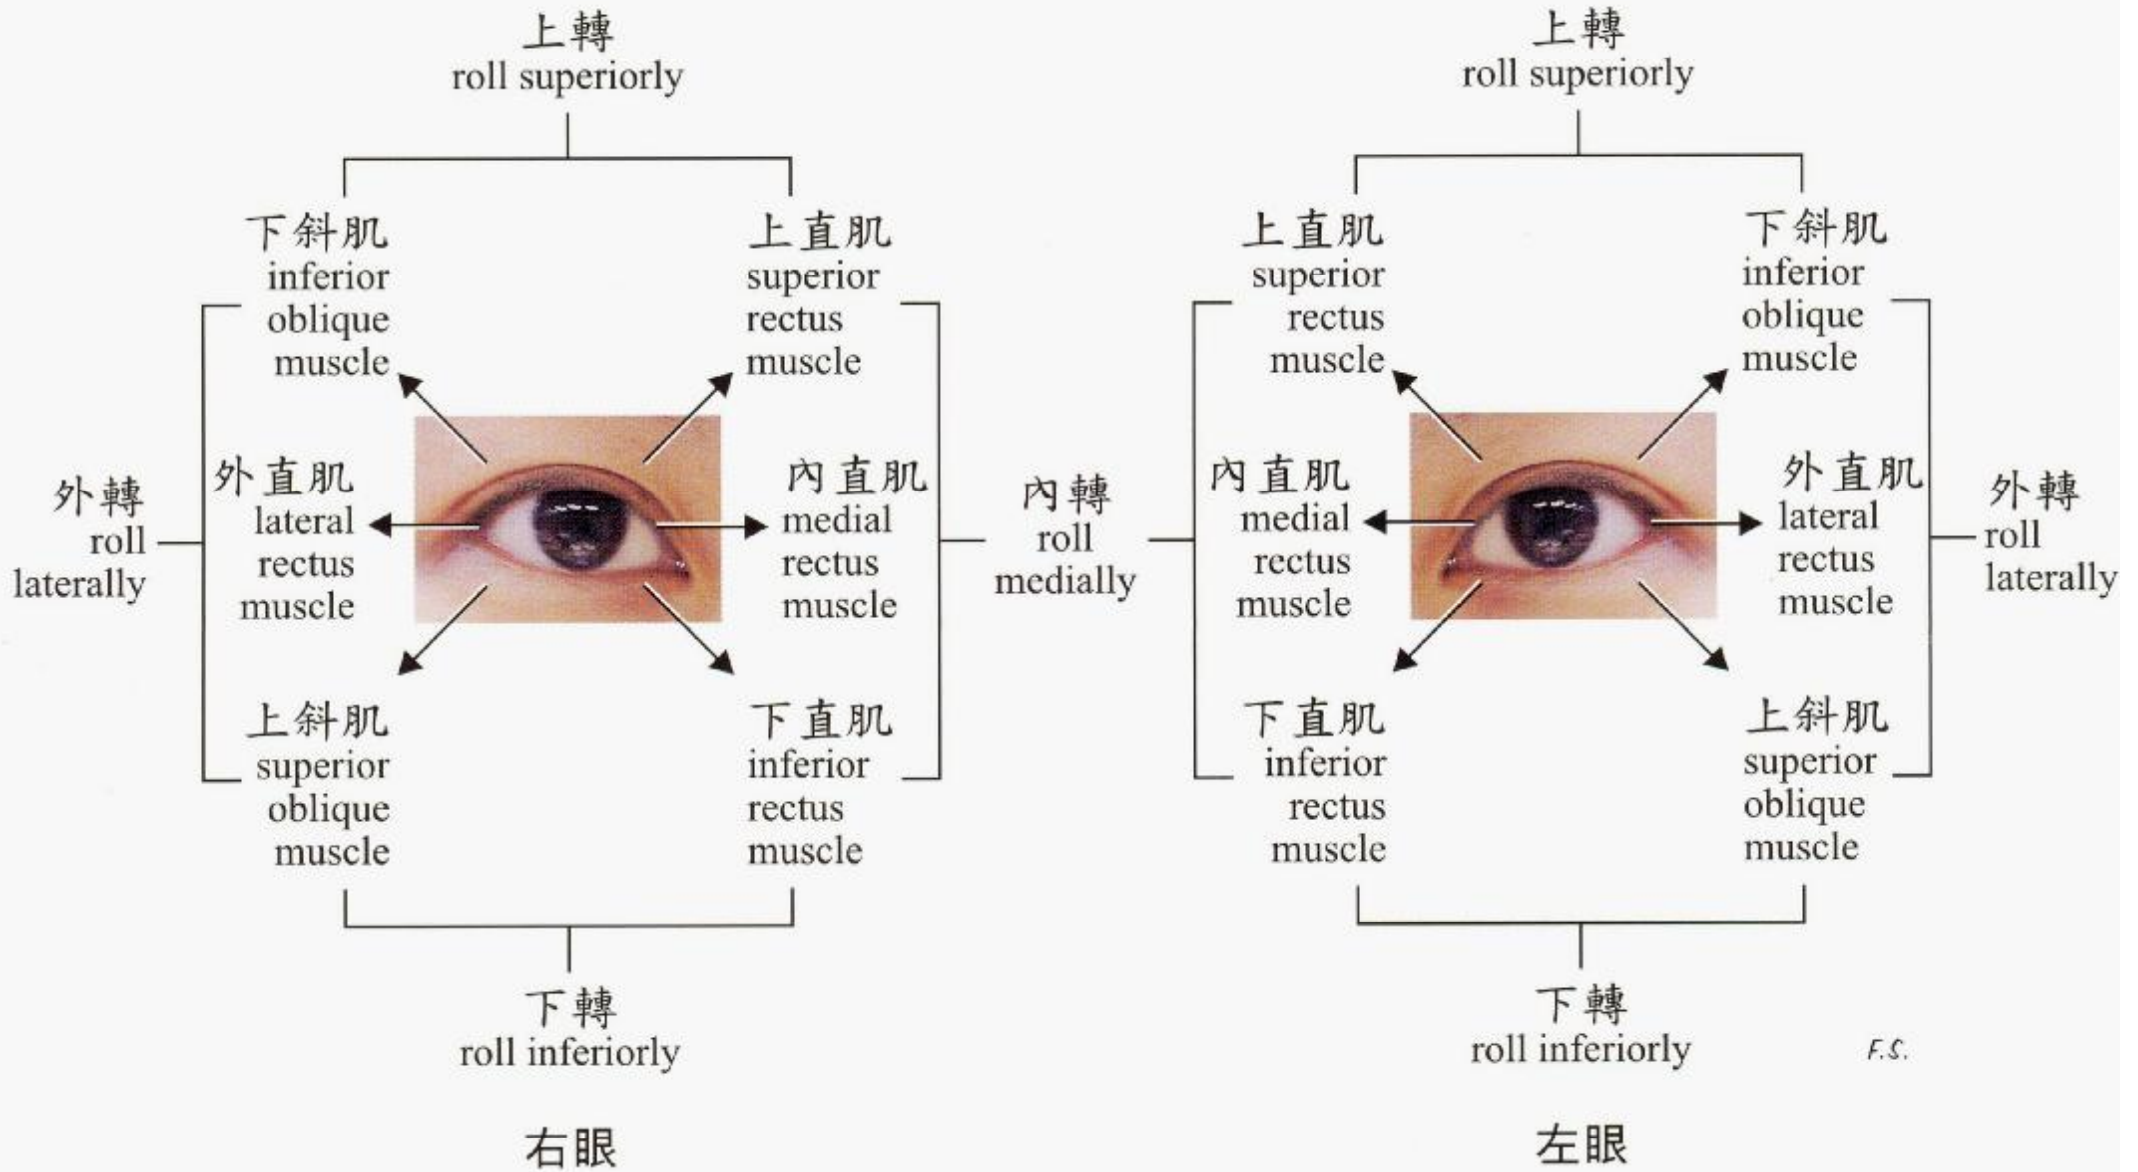 上轉
roll superiorly
下斜肌
inferior
oblique
muscle
上直肌
superior
rectus
muscle
外轉
roll
laterally
外直肌
lateral
rectus
muscle
內直肌
medial
rectus
muscle
上斜肌
superior
oblique
muscle
下直肌
inferior
rectus
muscle
下轉
roll inferiorly
右眼
內轉
roll
medially
上轉
roll superiorly
上直肌
superior
rectus
muscle
下斜肌
inferior
oblique
muscle
內直肌
medial
rectus
muscle
外直肌
lateral
rectus
muscle
外轉
roll
laterally
下直肌
inferior
rectus
muscle
上斜肌
superior
oblique
muscle
下轉
roll inferiorly
F.S.
左眼